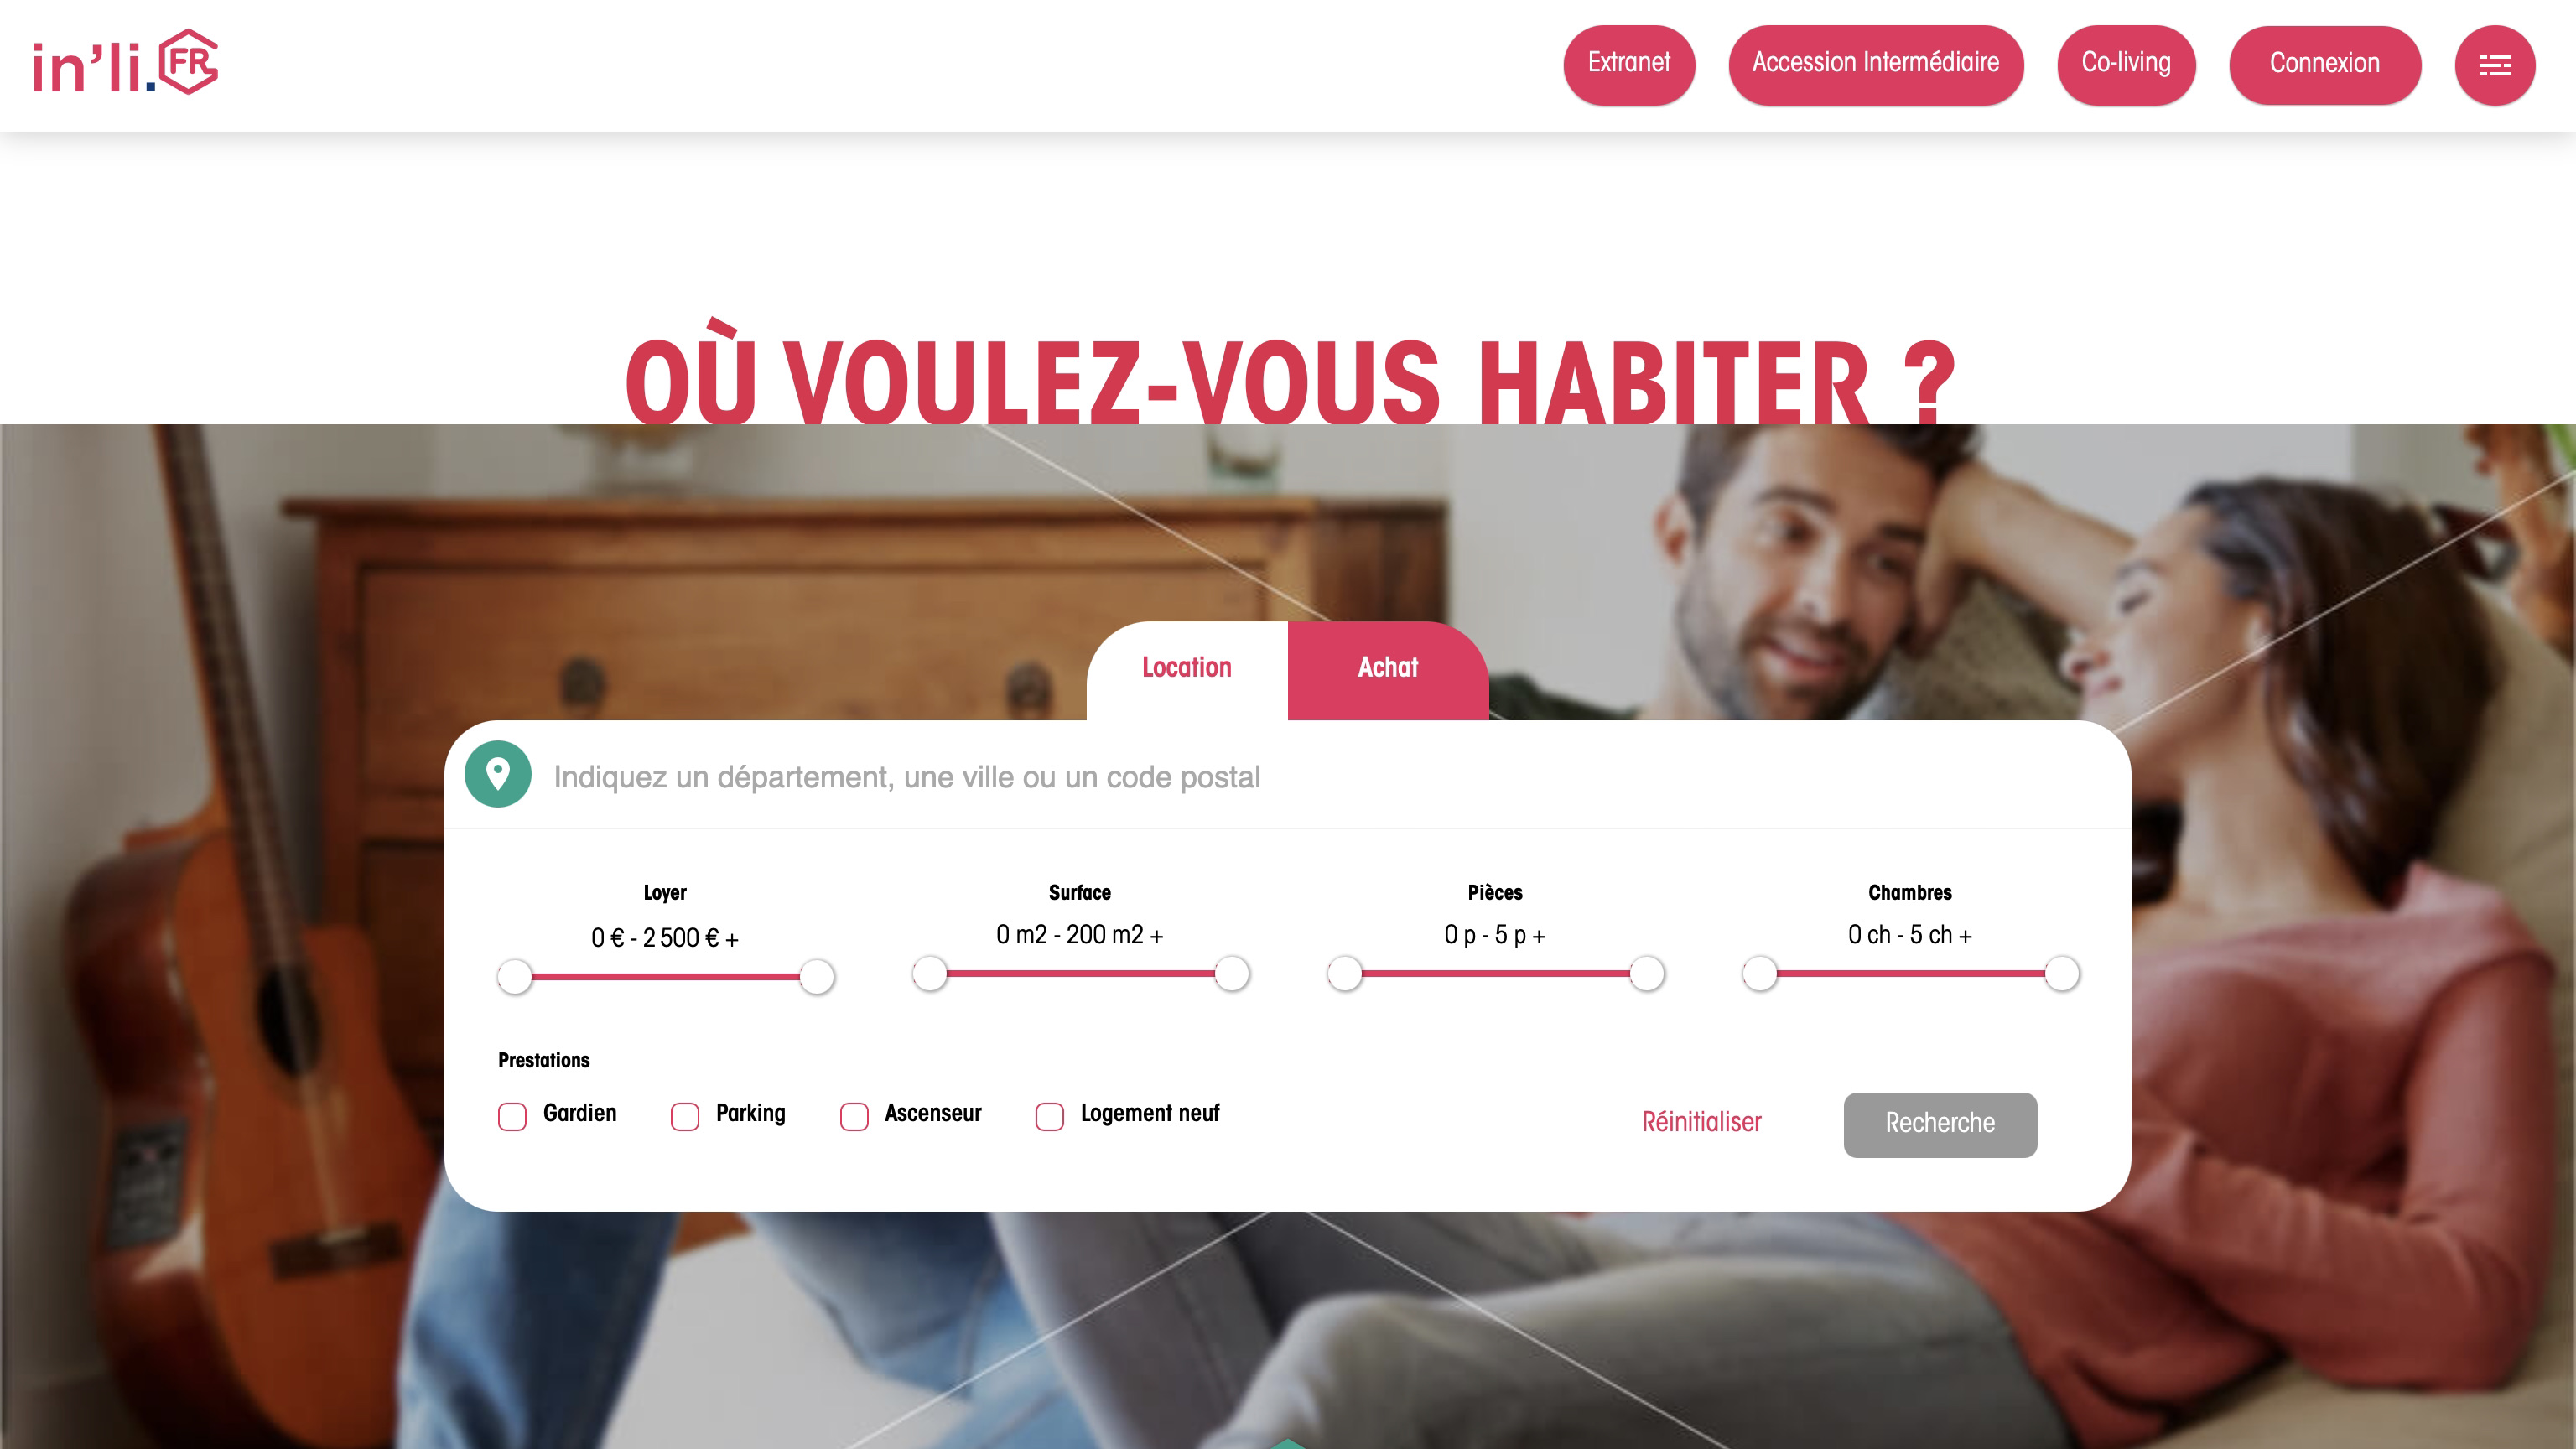 in'li. FR
Extranet
Accession Intermédiaire
Co-living
Connexion
OÙ VOULEZ-VOUS HABITER ?
Location
Achat
Indiquez un département, une ville ou un code postal
Loyer
0 € - 2 500 € +
Surface
0 m2 - 200 m2 +
Pièces
0 p - 5 p +
Chambres
0 ch - 5 ch +
Prestations
Gardien
Parking
Ascenseur
Logement neuf
Réinitialiser
Recherche